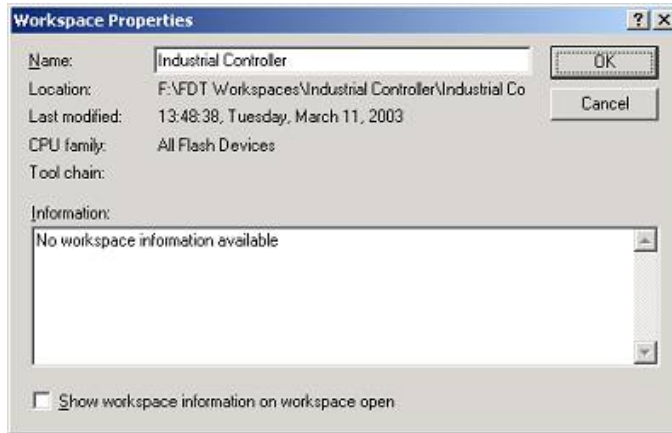 Workspace Properties
Name: Industrial Controller
OK
Location: F:\FDT Workspaces\Industrial Controller\Industrial Co
Cancel
Last modified: 13:48:38, Tuesday, March 11, 2003
CPU family: All Flash Devices
Tool chain:
Information:
No workspace information available
Show workspace information on workspace open